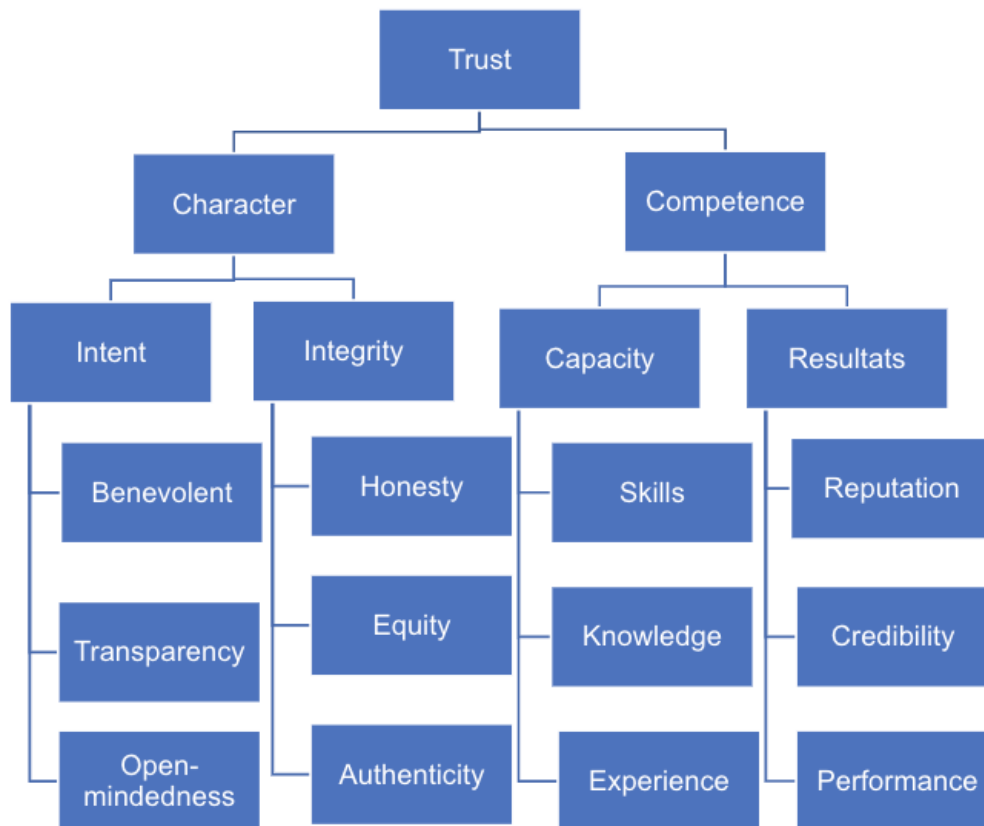 Trust
Character
Competence
Intent
Integrity
Capacity
Resultats
Benevolent
Honesty
Skills
Reputation
Transparency
Equity
Knowledge
Credibility
Open-
mindedness
Authenticity
Experience
Performance